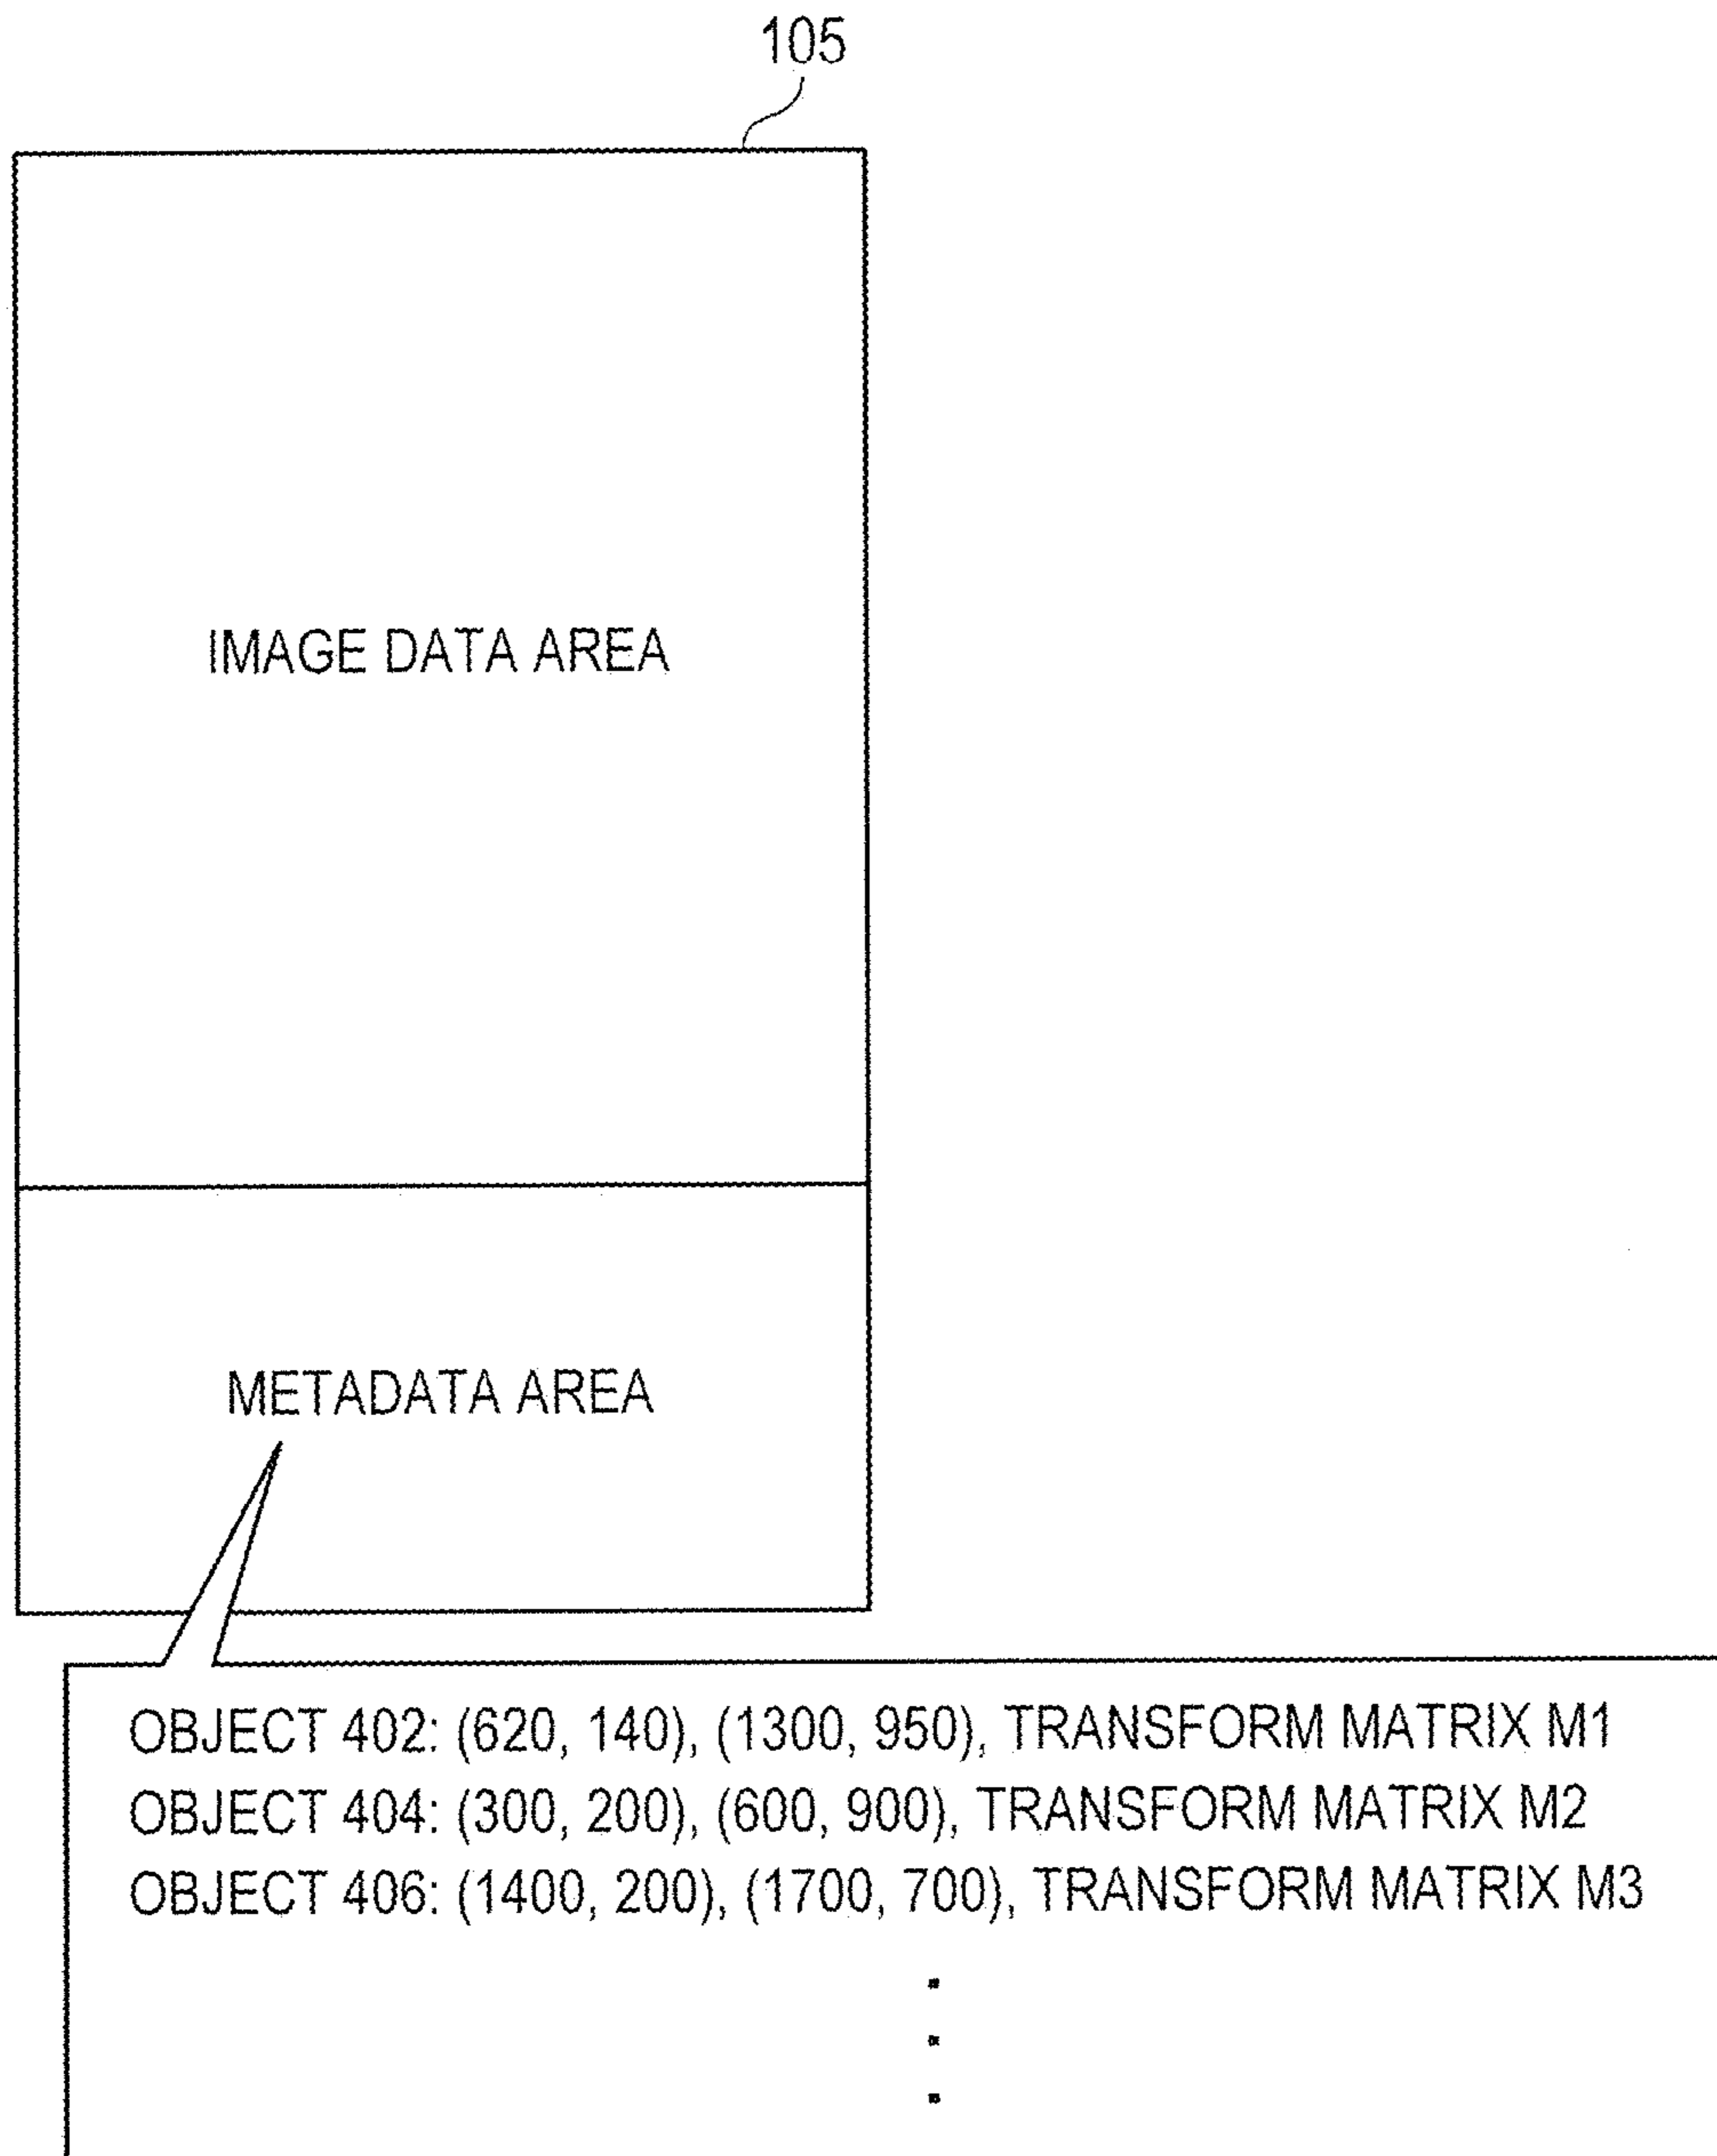 105
IMAGE DATA AREA
METADATA AREA
OBJECT 402: (620, 140), (1300, 950), TRANSFORM MATRIX M1
OBJECT 404: (300, 200), (600, 900), TRANSFORM MATRIX M2
OBJECT 406: (1400, 200), (1700, 700), TRANSFORM MATRIX M3